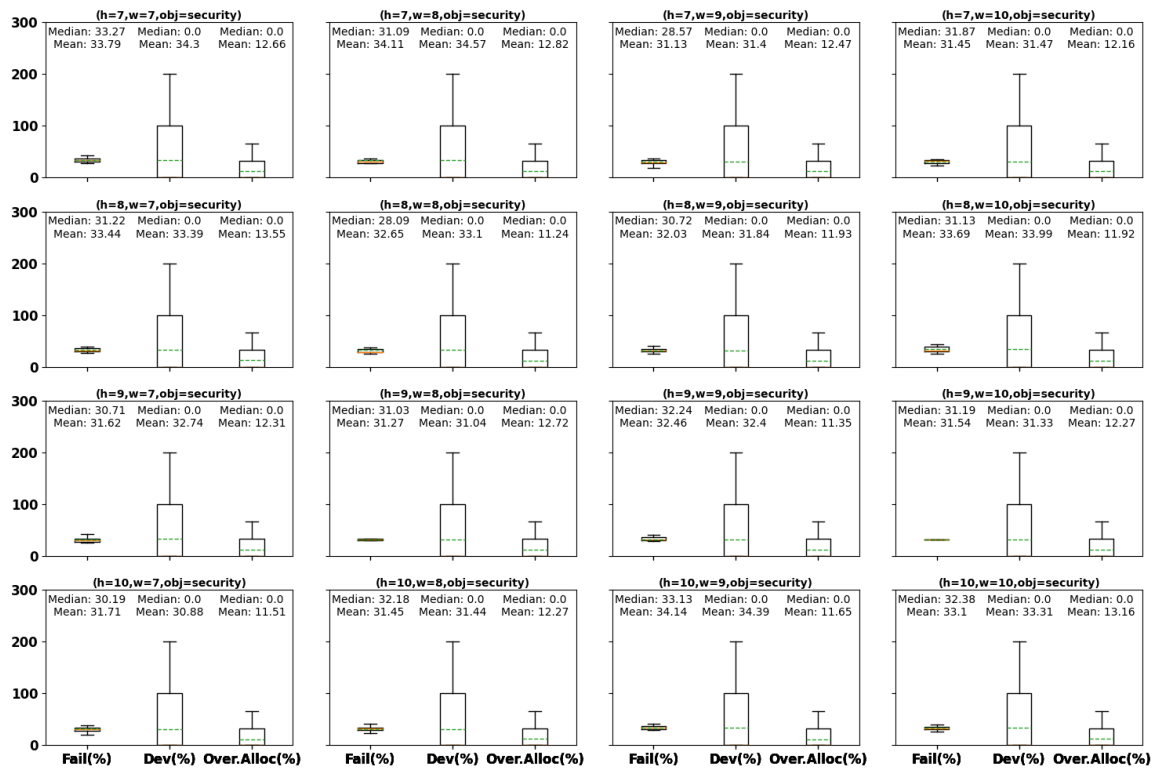 (h=7,w=7,obj=security) (h=7,w=8,obj=security) (h=7,w=9,obj=security) (h=7,w=10,obj=security)
300 Median: 33.27 Median: 0.0 Median: 0.0 Median: 31.09 Median: 0.0 Median: 0.0 Median: 28.57 Median: 0.0 Median: 0.0 Median: 31.87 Median: 0.0 Median: 0.0
Mean: 33.79 Mean: 34.3 Mean: 12.66 Mean: 34.11 Mean: 34.57 Mean: 12.82 Mean: 31.13 Mean: 31.4 Mean: 12.47 Mean: 31.45 Mean: 31.47 Mean: 12.16
200
100
0
(h=8,w=7,obj=security) (h=8,w=8,obj=security) (h=8,w=9,obj=security) (h=8,w=10,obj=security)
300 Median: 31.22 Median: 0.0 Median: 0.0 Median: 28.09 Median: 0.0 Median: 0.0 Median: 30.72 Median: 0.0 Median: 0.0 Median: 31.13 Median: 0.0 Median: 0.0
Mean: 33.44 Mean: 33.39 Mean: 13.55 Mean: 32.65 Mean: 33.1 Mean: 11.24 Mean: 32.03 Mean: 31.84 Mean: 11.93 Mean: 33.69 Mean: 33.99 Mean: 11.92
200
100
0
(h=9,w=7,obj=security) (h=9,w=8,obj=security) (h=9,w=9,obj=security) (h=9,w=10,obj=security)
300 Median: 30.71 Median: 0.0 Median: 0.0 Median: 31.03 Median: 0.0 Median: 0.0 Median: 32.24 Median: 0.0 Median: 0.0 Median: 31.19 Median: 0.0 Median: 0.0
Mean: 31.62 Mean: 32.74 Mean: 12.31 Mean: 31.27 Mean: 31.04 Mean: 12.72 Mean: 32.46 Mean: 32.4 Mean: 11.35 Mean: 31.54 Mean: 31.33 Mean: 12.27
200
100
0
(h=10,w=7,obj=security) (h=10,w=8,obj=security) (h=10,w=9,obj=security) (h=10,w=10,obj=security)
300 Median: 30.19 Median: 0.0 Median: 0.0 Median: 32.18 Median: 0.0 Median: 0.0 Median: 33.13 Median: 0.0 Median: 0.0 Median: 32.38 Median: 0.0 Median: 0.0
Mean: 31.71 Mean: 30.88 Mean: 11.51 Mean: 31.45 Mean: 31.44 Mean: 12.27 Mean: 34.14 Mean: 34.39 Mean: 11.65 Mean: 33.1 Mean: 33.31 Mean: 13.16
200
100
0
Fail(%) Dev(%) Over.Alloc(%) Fail(%) Dev(%) Over.Alloc(%) Fail(%) Dev(%) Over.Alloc(%) Fail(%) Dev(%) Over.Alloc(%)